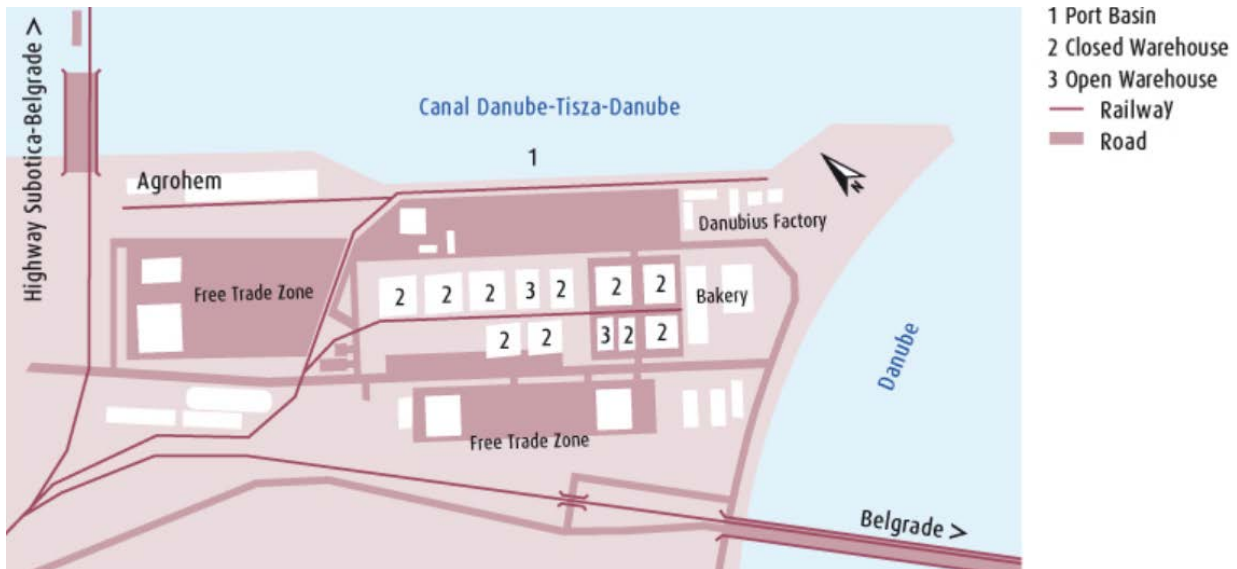 1 Port Basin
2 Closed Warehouse
3 Open Warehouse
RailwaY
Road
Highway Subotica-Belgrade >
Canal Danube-Tisza-Danube
1
Agrohem
N
Danubius Factory
Free Trade Zone
2 2 2 3 2 2 2
Bakery
2 2 3 2 2
Danube
Free Trade Zone
Belgrade >